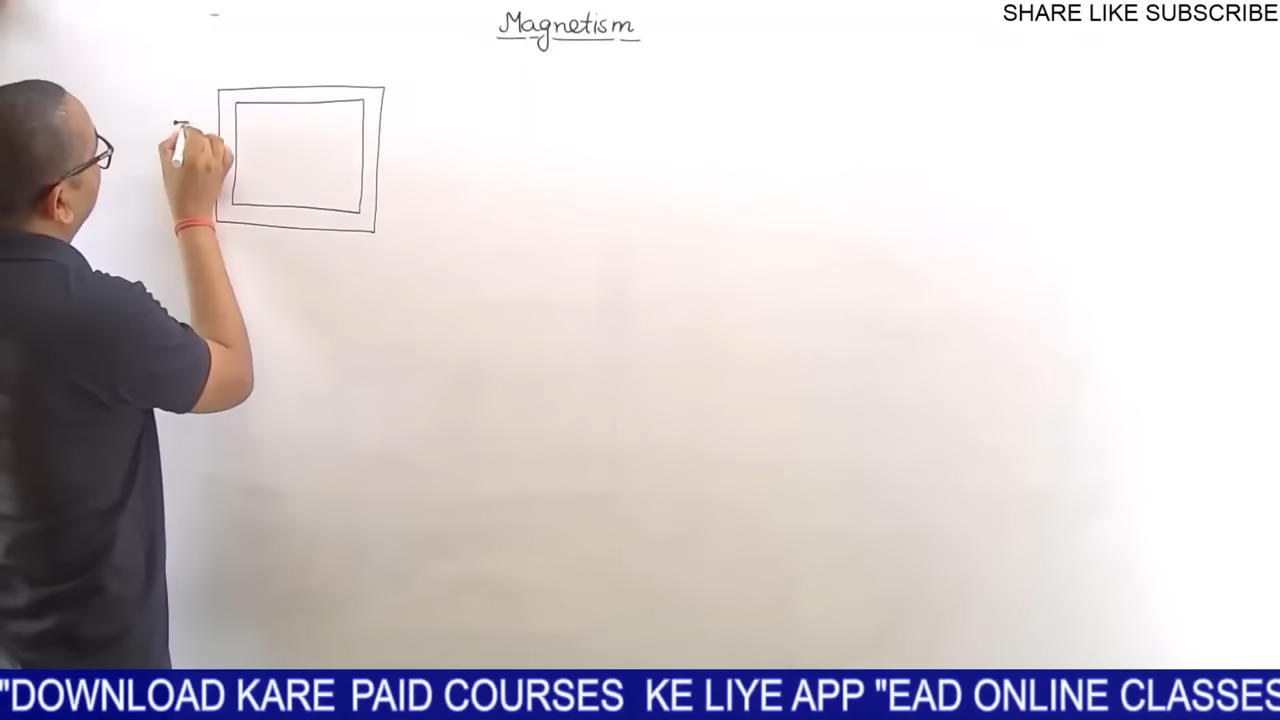 SHARE LIKE SUBSCRIBE
Magnetism
"DOWNLOAD KARE PAID COURSES KE LIYE APP "EAD ONLINE CLASSES